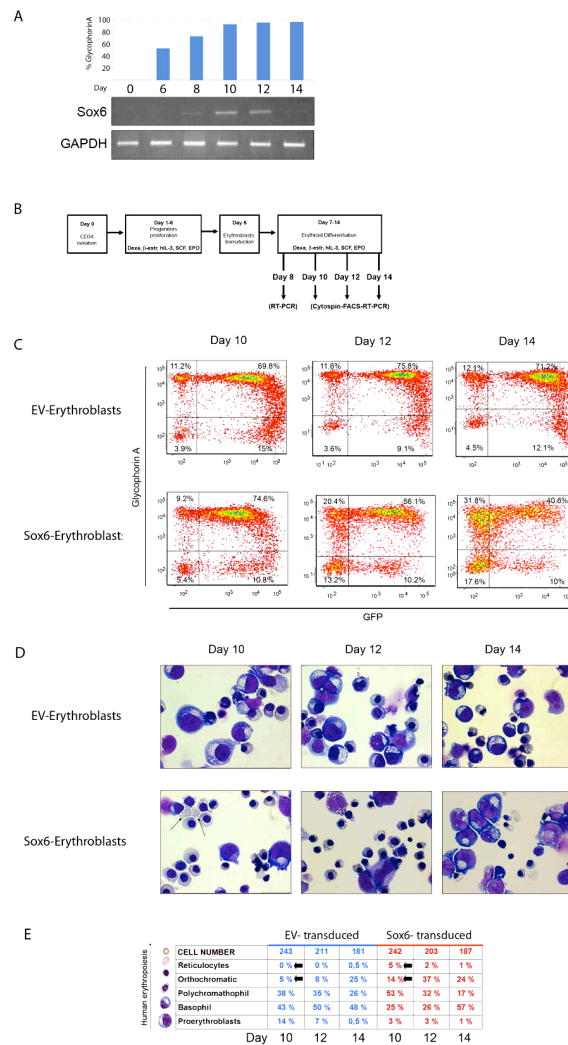 A
% GlycophorinA
100
80
60
40
20
0
Day 0 6 8 10 12 14
Sox6
GAPDH
B
Day 0
CD34
isolation
Day 1-6
Progenitors
proliferation
Dexa, β-estr, hIL-3, SCF, EPO
Day 6
Erythroblasts
transduction
Day 7-14
Erythroid Differentiation
Dexa, β-estr, hIL-3, SCF, EPO
Day 8 Day 10 Day 12 Day 14
(RT-PCR) (Cytospin-FACS-RT-PCR)
C
Day 10 Day 12 Day 14
EV-Erythroblasts
11.2% 69.8% 11.6% 75.8% 12.1% 71.2%
3.9% 15% 3.6% 9.1% 4.5% 12.1%
Glycophorin A
Sox6-Erythroblast:
9.2% 74.6% 20.4% 56.1% 31.8% 40.6%
5.4% 10.8% 13.2% 10.2% 17.6% 10%
GFP
D
Day 10 Day 12 Day 14
EV-Erythroblasts
Sox6-Erythroblasts
E
EV- transduced Sox6- transduced
Human erythropoiesis
CELL NUMBER 243 211 181 242 203 187
Reticulocytes 0 % 0 % 0,5 % 5 % 2 % 1 %
Orthochromatic 5 % 8 % 25 % 14 % 37 % 24 %
Polychromathophil 38 % 35 % 26 % 53 % 32 % 17 %
Basophil 43 % 50 % 48 % 25 % 26 % 57 %
Proerythroblasts 14 % 7 % 0,5 % 3 % 3 % 1 %
Day 10 12 14 10 12 14